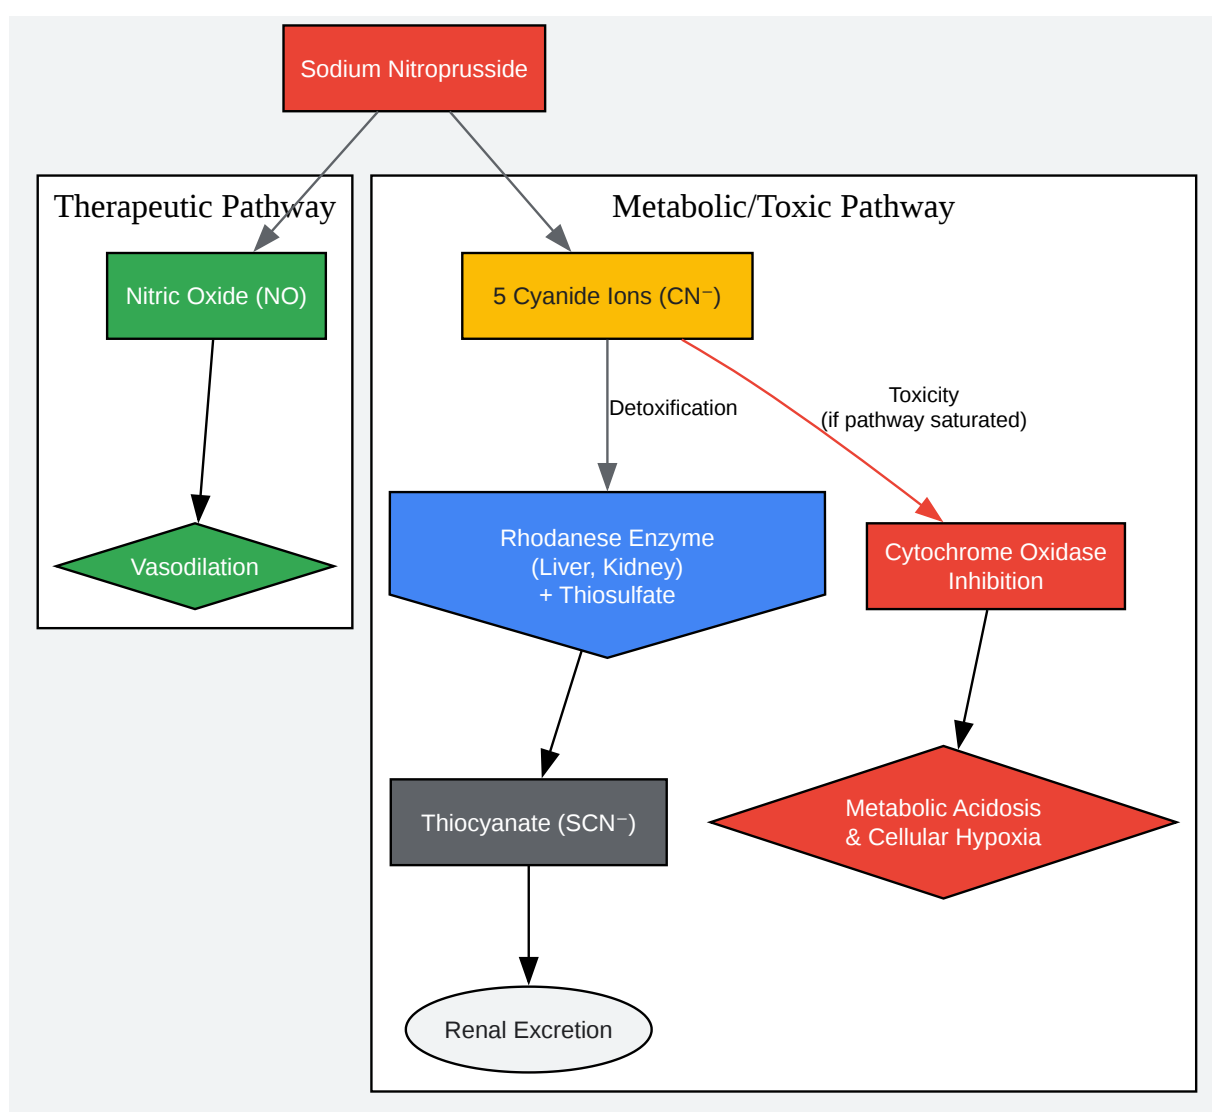 Sodium Nitroprusside
Therapeutic Pathway
Metabolic/Toxic Pathway
Nitric Oxide (NO)
5 Cyanide Ions (CN⁻)
Detoxification
Toxicity
(if pathway saturated)
Vasodilation
Rhodanese Enzyme
(Liver, Kidney)
+ Thiosulfate
Cytochrome Oxidase
Inhibition
Thiocyanate (SCN⁻)
Metabolic Acidosis
& Cellular Hypoxia
Renal Excretion